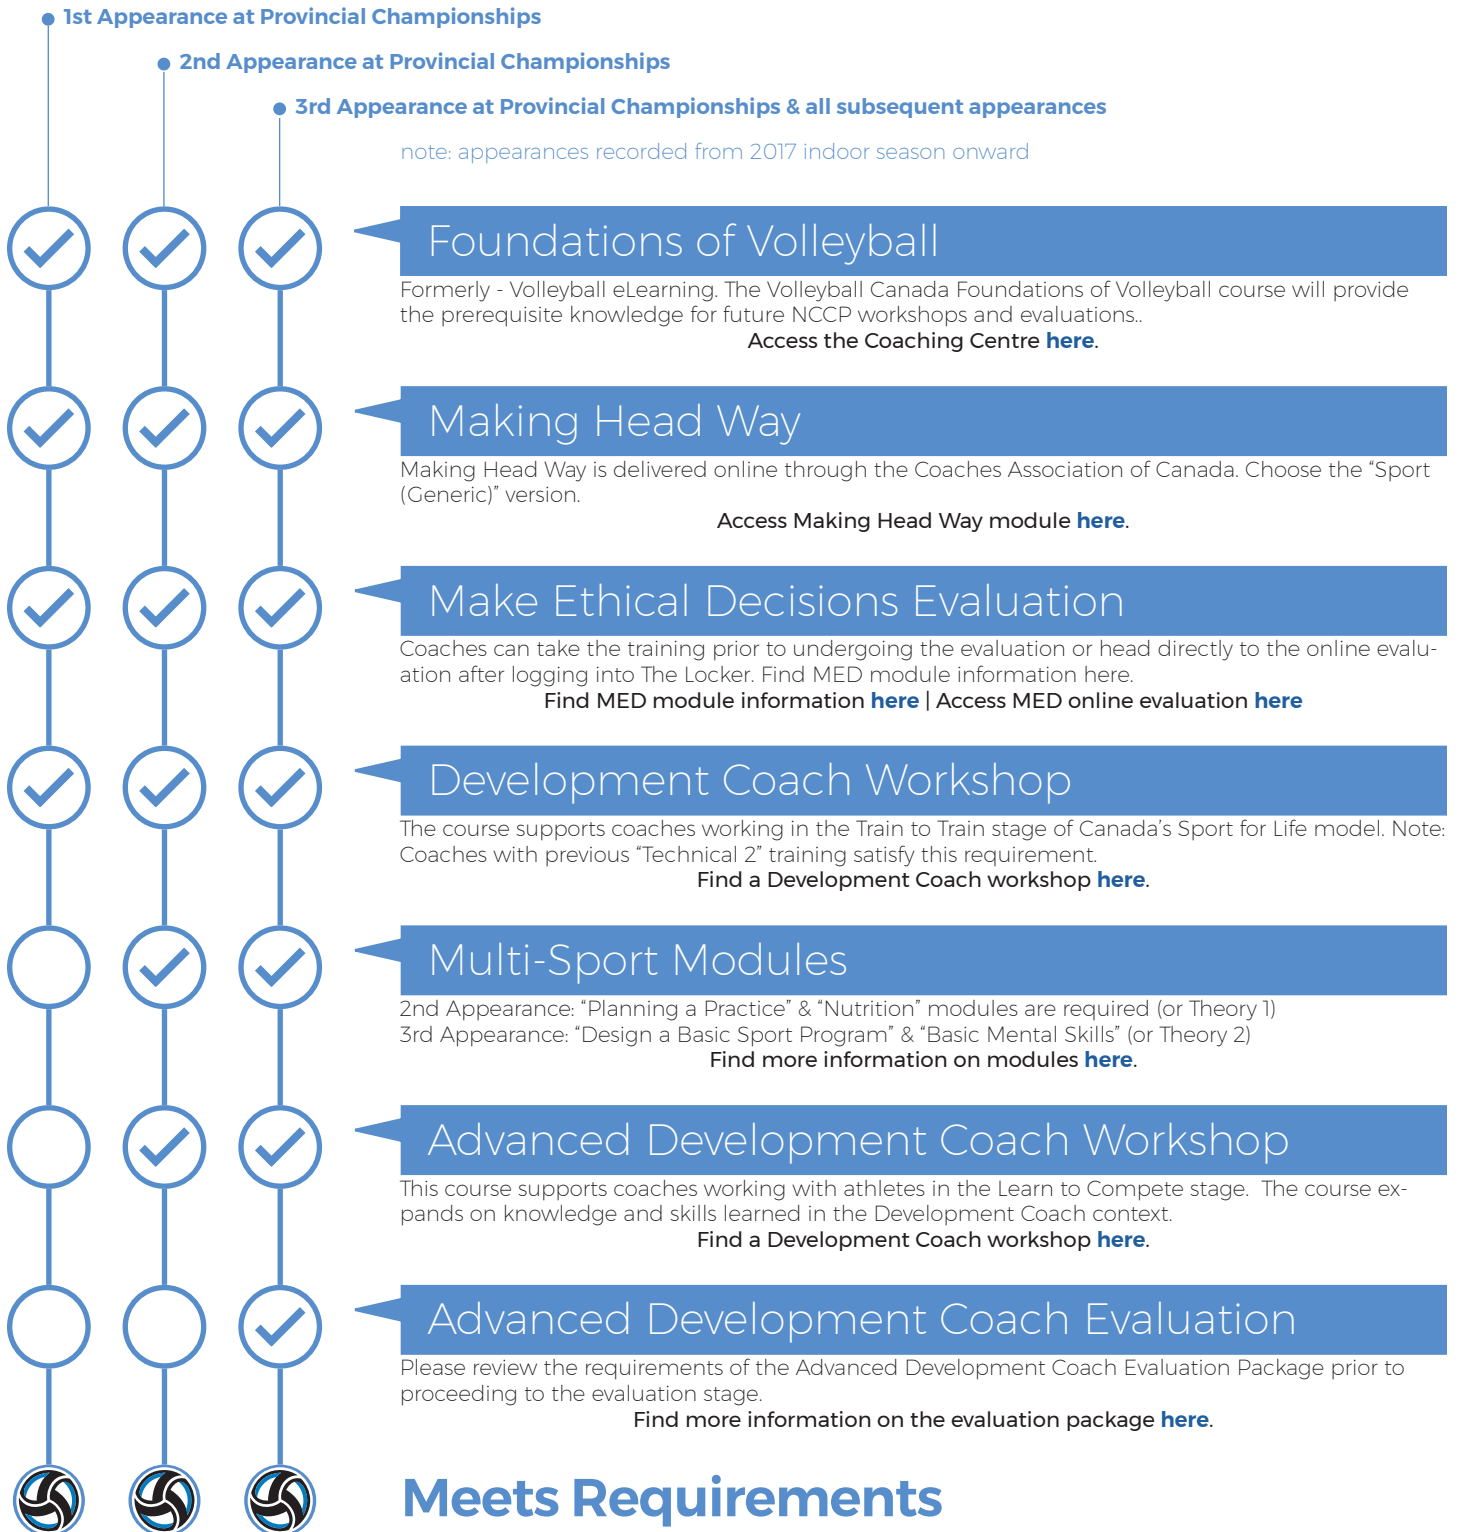 1st Appearance at Provincial Championships
2nd Appearance at Provincial Championships
3rd Appearance at Provincial Championships & all subsequent appearances
note: appearances recorded from 2017 indoor season onward
Foundations of Volleyball
Formerly - Volleyball eLearning. The Volleyball Canada Foundations of Volleyball course will provide
the prerequisite knowledge for future NCCP workshops and evaluations..
Access the Coaching Centre here.
Making Head Way
Making Head Way is delivered online through the Coaches Association of Canada. Choose the “Sport
(Generic)” version.
Access Making Head Way module here.
Make Ethical Decisions Evaluation
Coaches can take the training prior to undergoing the evaluation or head directly to the online evalu-
ation after logging into The Locker. Find MED module information here.
Find MED module information here | Access MED online evaluation here
Development Coach Workshop
The course supports coaches working in the Train to Train stage of Canada’s Sport for Life model. Note:
Coaches with previous “Technical 2” training satisfy this requirement.
Find a Development Coach workshop here.
Multi-Sport Modules
2nd Appearance: “Planning a Practice” & “Nutrition” modules are required (or Theory 1)
3rd Appearance: “Design a Basic Sport Program” & “Basic Mental Skills” (or Theory 2)
Find more information on modules here.
Advanced Development Coach Workshop
This course supports coaches working with athletes in the Learn to Compete stage.  The course ex-
pands on knowledge and skills learned in the Development Coach context.
Find a Development Coach workshop here.
Advanced Development Coach Evaluation
Please review the requirements of the Advanced Development Coach Evaluation Package prior to
proceeding to the evaluation stage.
Find more information on the evaluation package here.
Meets Requirements